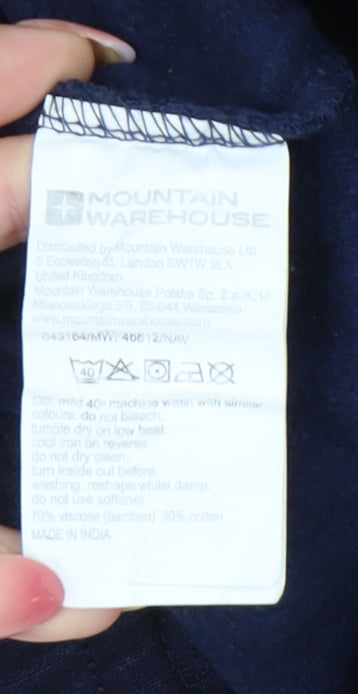 MOUNTAIN
WAREHOUSE
Distributed by Mountain Warehouse Ltd.
5 Eccleston St, London SW1W 9LX
United Kingdom
Mountain Warehouse Polska Sp. Z o.o., ul
Mianowskiego 3/6, 02-044 Warszawa
www.mountainwarehouse.com
043164/MW/ 46612/NAV
40
GB: mild 40° machine wash with similar
colours, do not bleach.
tumble dry on low heat.
cool iron on reverse.
do not dry clean.
turn inside out before
washing. reshape whilst damp.
do not use softener.
70% viscose (bamboo) 30% cotton
MADE IN INDIA